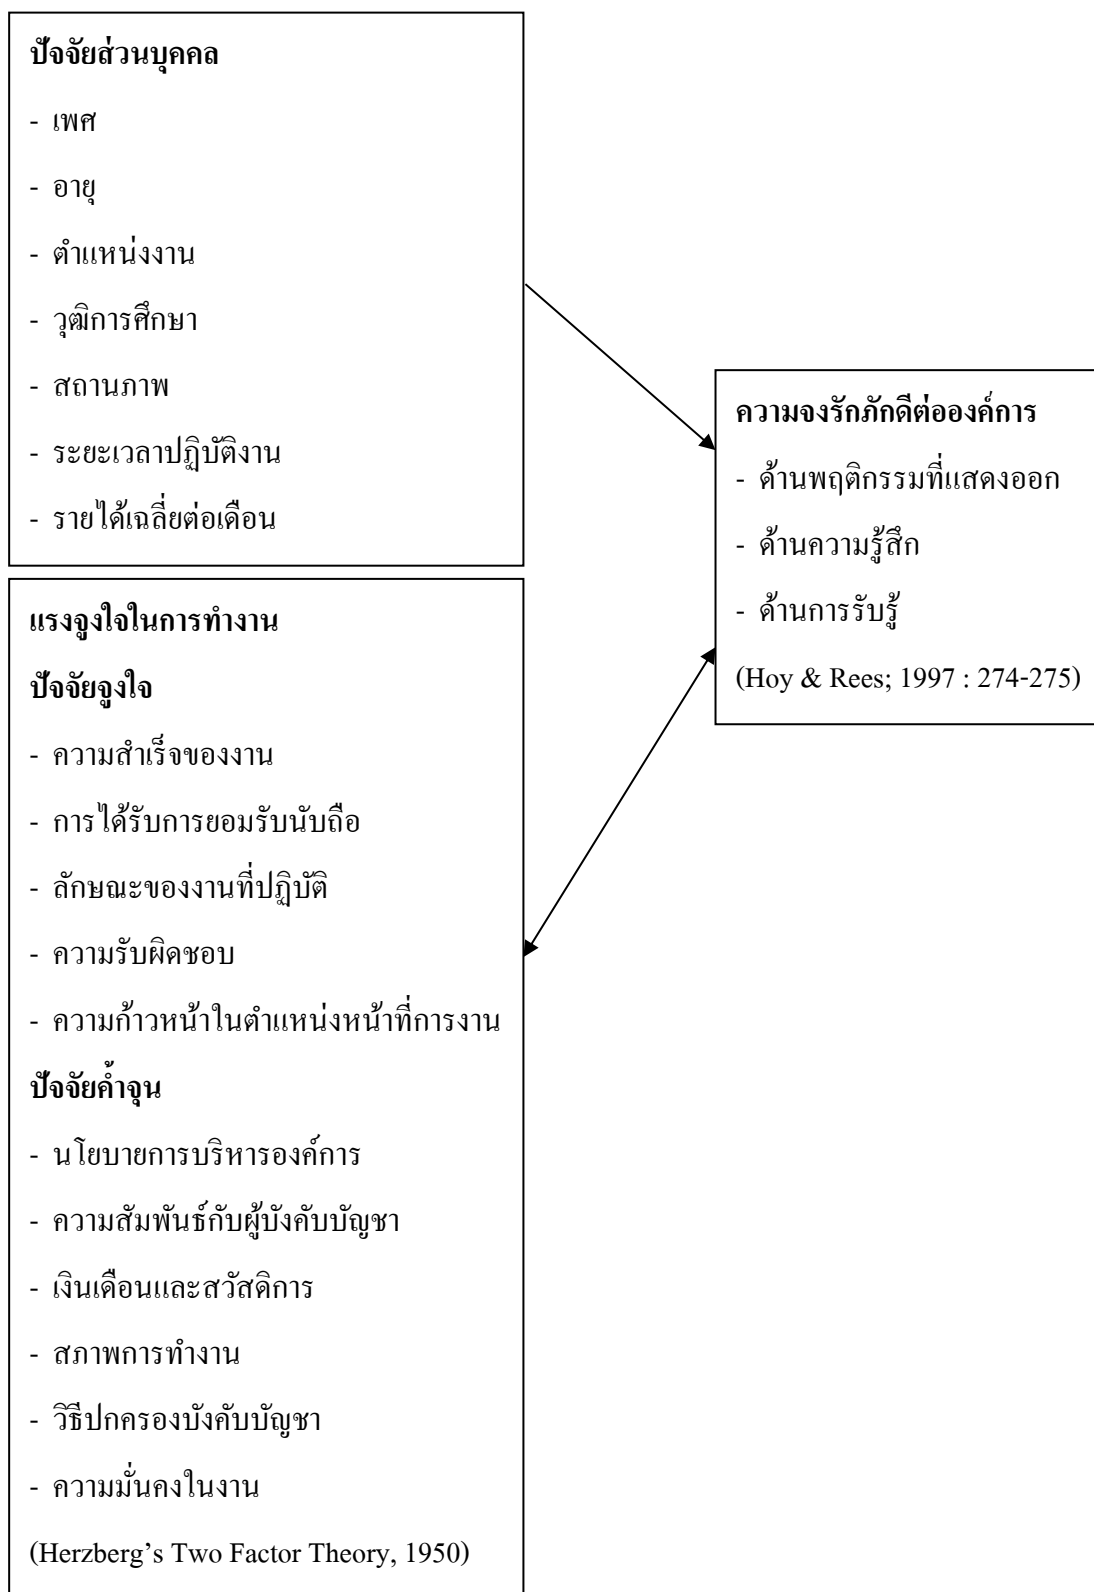 ปัจจัยส่วนบุคคล
- เพศ
- อายุ
- ตำแหน่งงาน
- วุฒิการศึกษา
- สถานภาพ
- ระยะเวลาปฏิบัติงาน
- รายได้เฉลี่ยต่อเดือน
แรงจูงใจในการทำงาน
ปัจจัยจูงใจ
- ความสำเร็จของงาน
- การได้รับการยอมรับนับถือ
- ลักษณะของงานที่ปฏิบัติ
- ความรับผิดชอบ
- ความก้าวหน้าในตำแหน่งหน้าที่การงาน
ปัจจัยค้ำจุน
- นโยบายการบริหารองค์การ
- ความสัมพันธ์กับผู้บังคับบัญชา
- เงินเดือนและสวัสดิการ
- สภาพการทำงาน
- วิธีปกครองบังคับบัญชา
- ความมั่นคงในงาน
(Herzberg’s Two Factor Theory, 1950)
ความจงรักภักดีต่อองค์การ
- ด้านพฤติกรรมที่แสดงออก
- ด้านความรู้สึก
- ด้านการรับรู้
(Hoy & Rees; 1997 : 274-275)